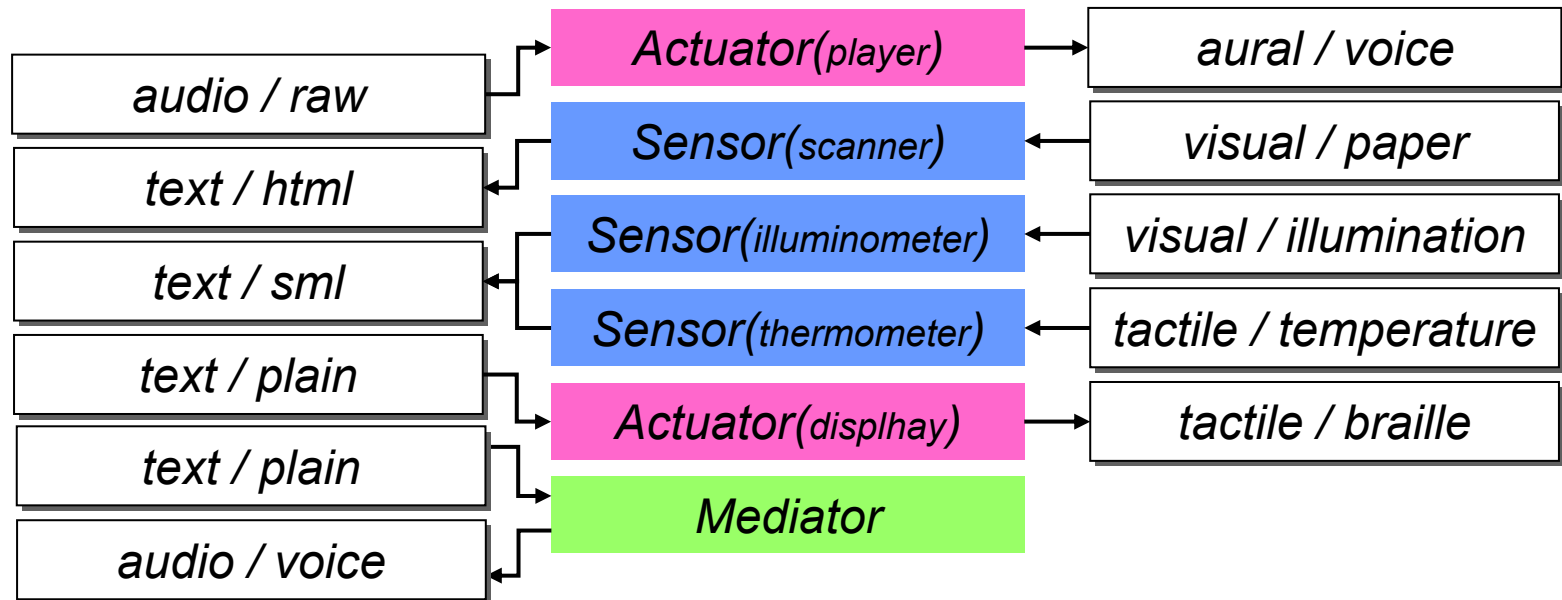 Actuator(player)
aural / voice
audio / raw
Sensor(scanner)
visual / paper
text / html
Sensor(illuminometer)
visual / illumination
text / sml
Sensor(thermometer)
tactile / temperature
text / plain
Actuator(displhay)
tactile / braille
text / plain
Mediator
audio / voice